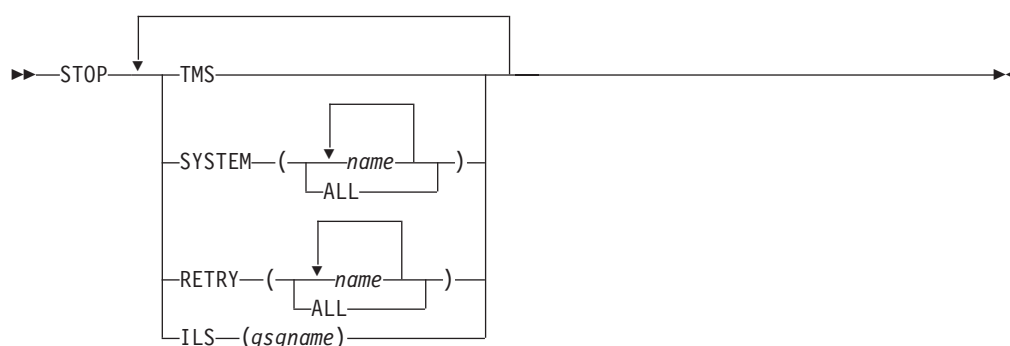 STOP TMS
SYSTEM ( name )
ALL
RETRY ( name )
ALL
ILS (gsgname)